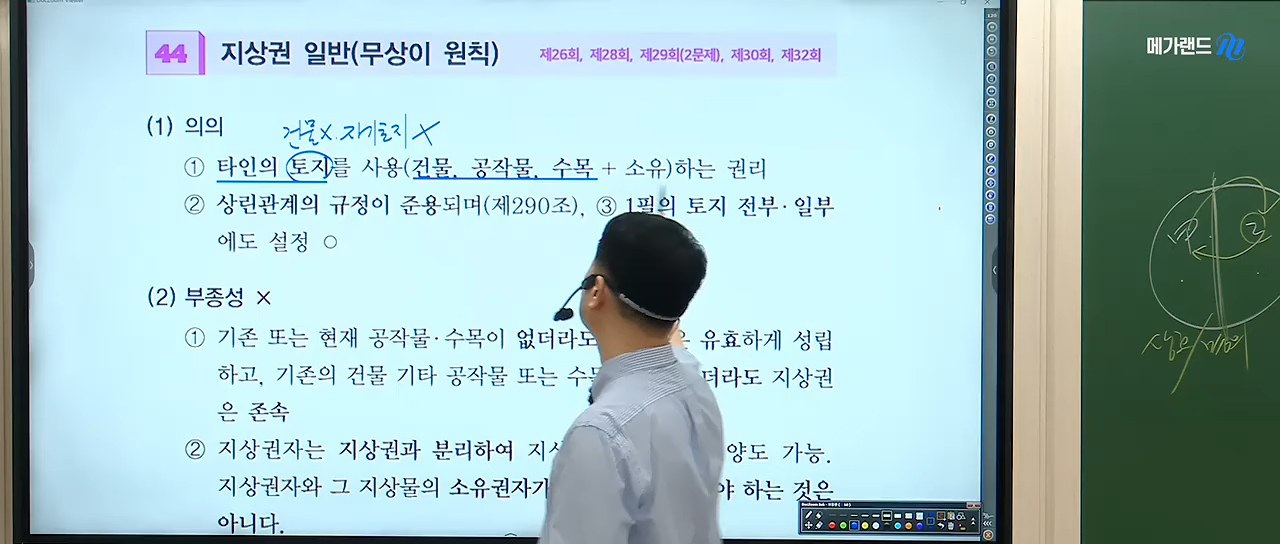 44 지상권 일반(무상이 원칙) 제26회, 제28회, 제29회(2문제), 제30회, 제32회
메가랜드
(1) 의의
건물X. 자기토지 X
① 타인의 토지를 사용(건물, 공작물, 수목 + 소유)하는 권리
② 상린관계의 규정이 준용되며(제290조), ③ 1필의 토지 전부·일부
에도 설정 ○
(2) 부종성 ×
① 기존 또는 현재 공작물·수목이 없더라도 유효하게 성립
하고, 기존의 건물 기타 공작물 또는 수 더라도 지상권
은 존속
② 지상권자는 지상권과 분리하여 지상 양도 가능.
지상권자와 그 지상물의 소유권자가 야 하는 것은
아니다.
甲 乙